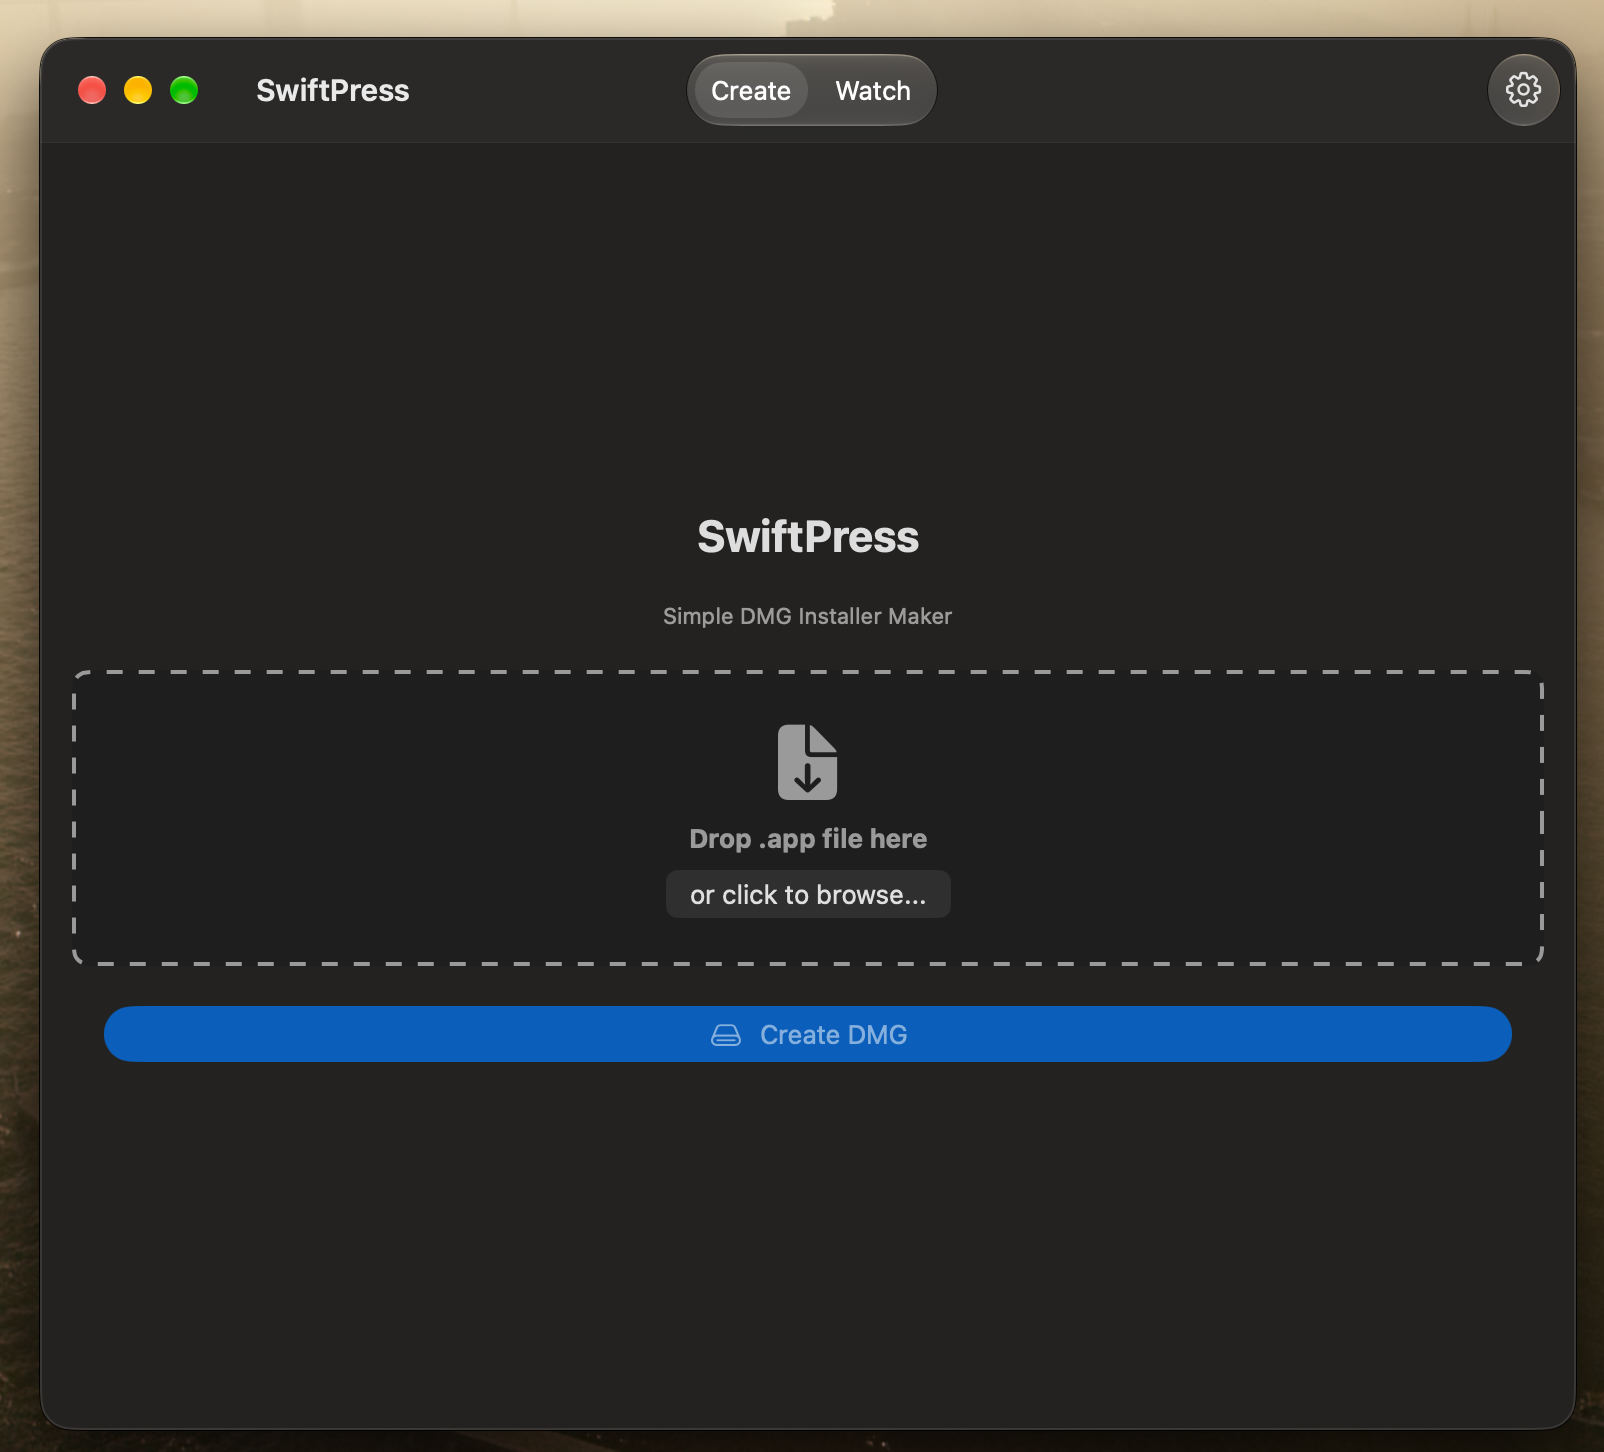 SwiftPress
Create
Watch
SwiftPress
Simple DMG Installer Maker
Drop .app file here
or click to browse...
Create DMG